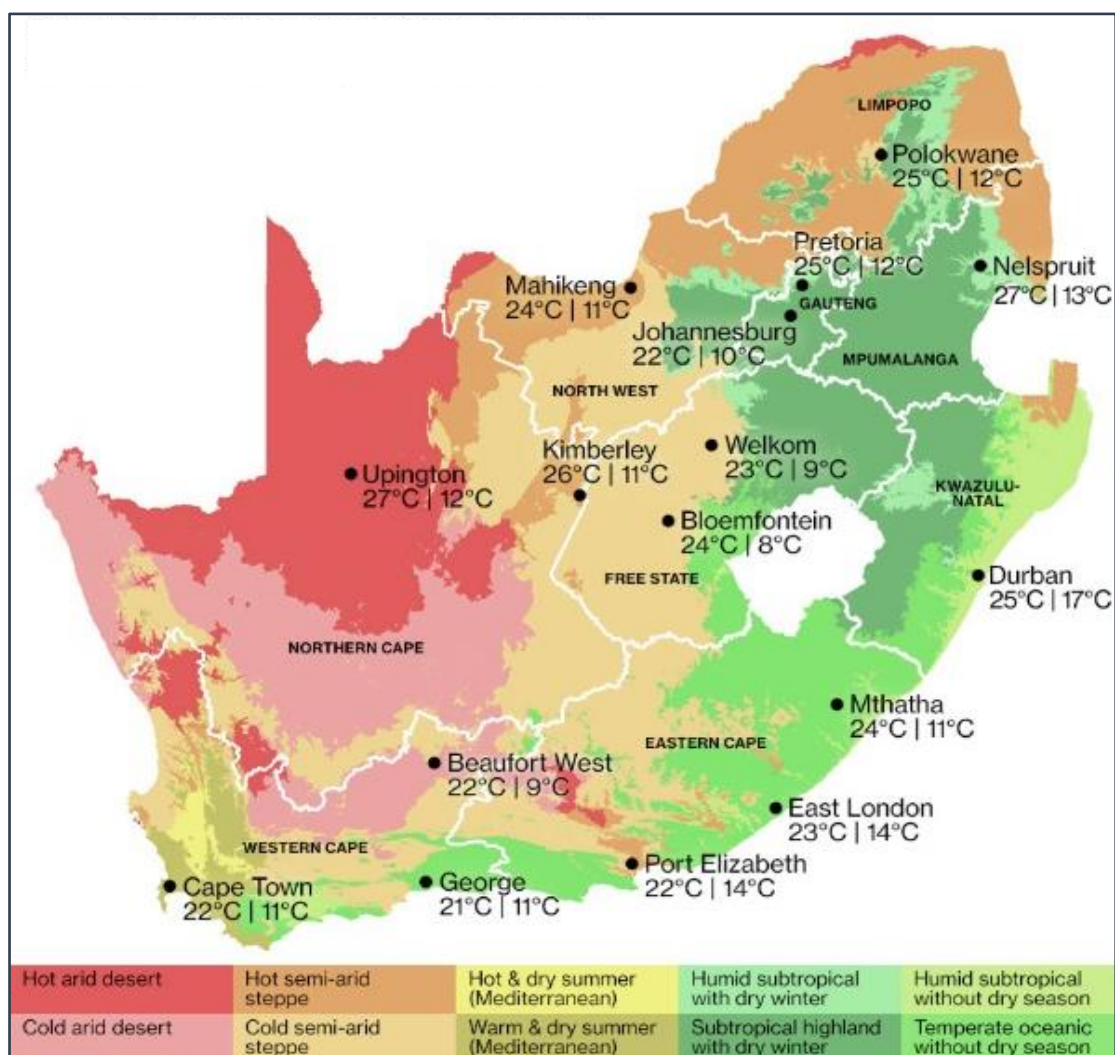 LIMPOPO
Polokwane
25°C | 12°C
Pretoria
25°C | 12°C
Nelspruit
27°C | 13°C
Mahikeng
24°C | 11°C
GAUTENG
Johannesburg
22°C | 10°C
MPUMALANGA
NORTH WEST
Kimberley
26°C | 11°C
Welkom
23°C | 9°C
Upington
27°C | 12°C
KWAZULU-
NATAL
Bloemfontein
24°C | 8°C
FREE STATE
Durban
25°C | 17°C
NORTHERN CAPE
Mthatha
24°C | 11°C
EASTERN CAPE
Beaufort West
22°C | 9°C
East London
23°C | 14°C
WESTERN CAPE
Port Elizabeth
22°C | 14°C
Cape Town
22°C | 11°C
George
21°C | 11°C
Hot arid desert
Hot semi-arid
steppe
Hot & dry summer
(Mediterranean)
Humid subtropical
with dry winter
Humid subtropical
without dry season
Cold arid desert
Cold semi-arid
steppe
Warm & dry summer
(Mediterranean)
Subtropical highland
with dry winter
Temperate oceanic
without dry season